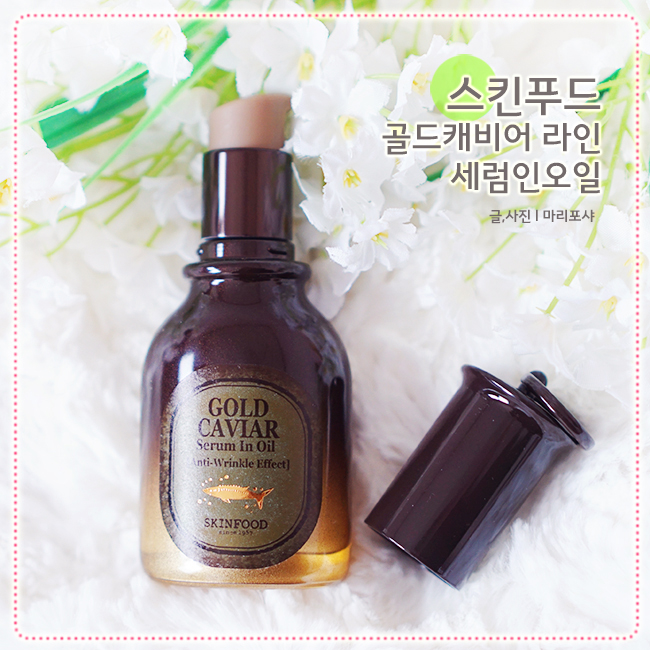 스킨푸드
골드캐비어 라인
세럼인오일
글,사진 l 마리포샤
GOLD
CAVIAR
Serum In Oil
Anti-Wrinkle Effect]
SKINFOOD
since 1957